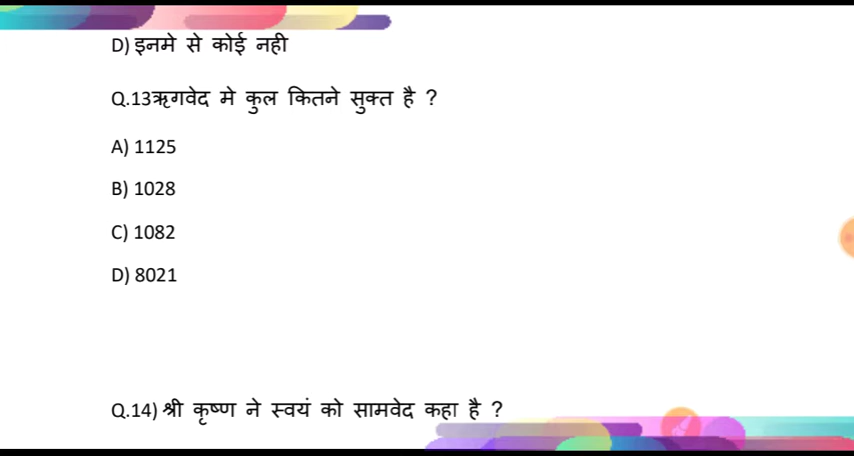 D) इनमे से कोई नही
Q.13ऋगवेद मे कुल कितने सुक्त है ?
A) 1125
B) 1028
C) 1082
D) 8021
Q.14) श्री कृष्ण ने स्वयं को सामवेद कहा है ?